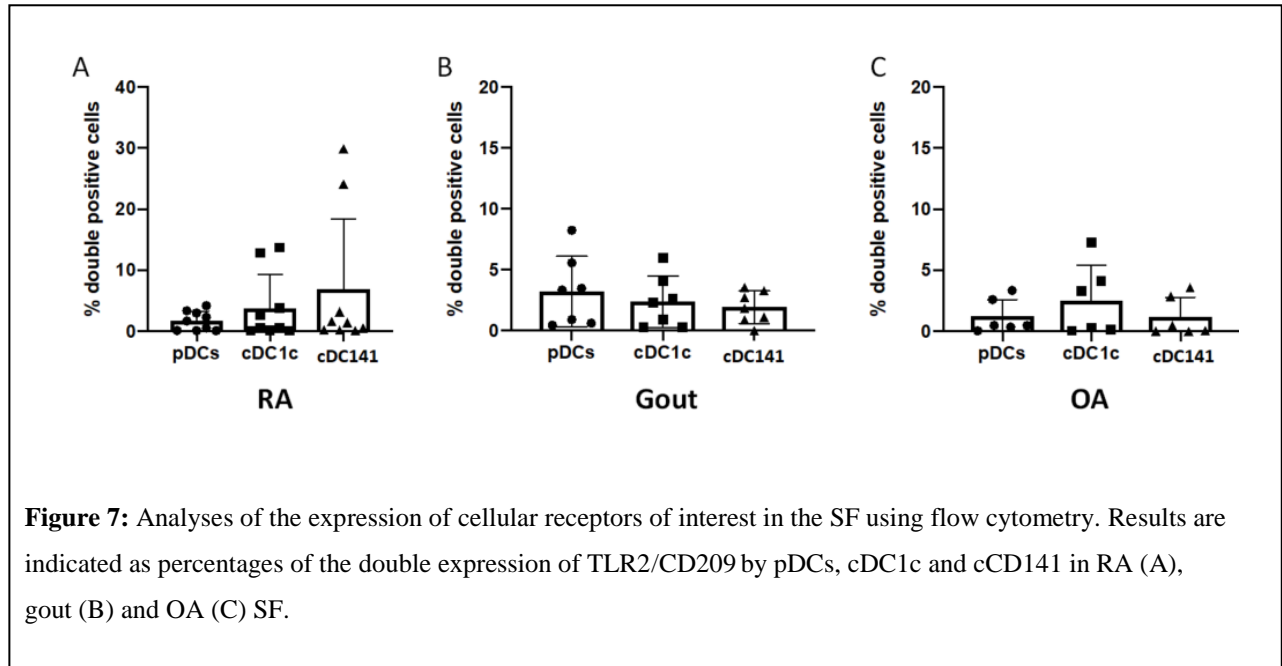 A
B
C
% double positive cells
40
30
20
10
0
pDCs cDC1c cDC141
RA
% double positive cells
20
15
10
5
0
pDCs cDC1c cDC141
Gout
% double positive cells
20
15
10
5
0
pDCs cDC1c cDC141
OA
Figure 7: Analyses of the expression of cellular receptors of interest in the SF using flow cytometry. Results are
indicated as percentages of the double expression of TLR2/CD209 by pDCs, cDC1c and cCD141 in RA (A),
gout (B) and OA (C) SF.